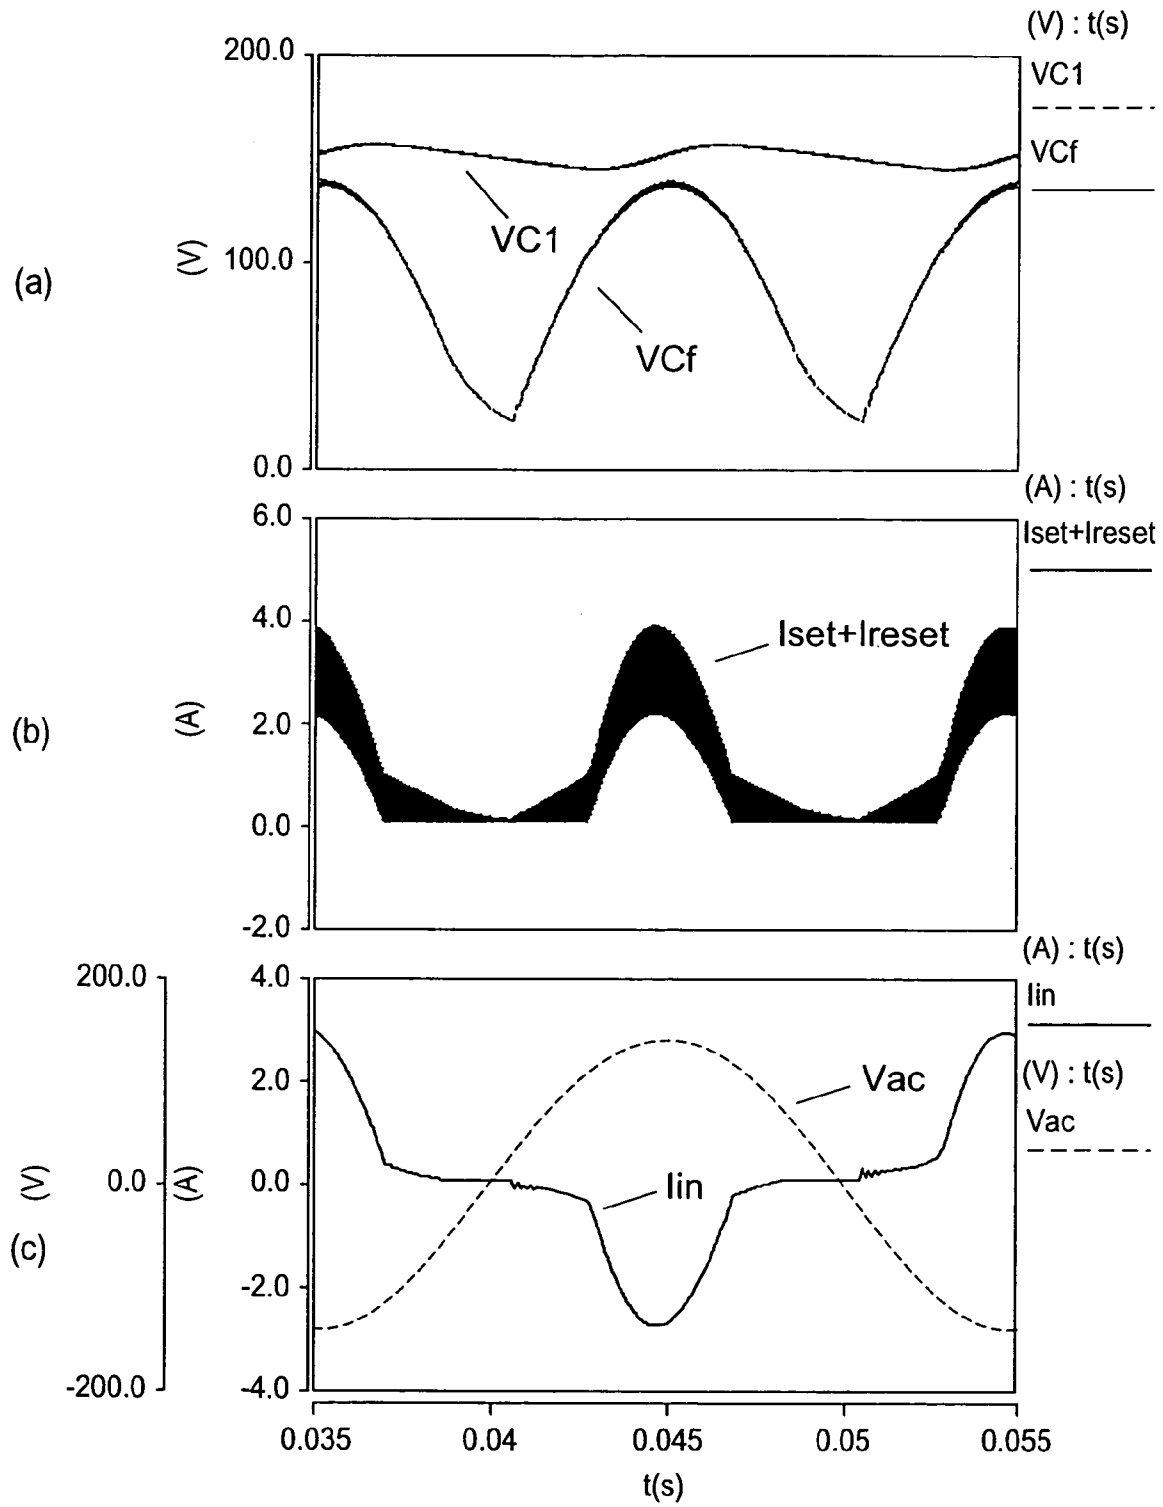 (V) : t(s)
200.0
VC1
VCf
VC1
(V)
100.0
(a)
VCf
0.0
(A) : t(s)
6.0
Iset+Ireset
4.0
Iset+Ireset
(A)
2.0
(b)
0.0
-2.0
(A) : t(s)
200.0
4.0
Iin
(V) : t(s)
2.0
Vac
Vac
(V)
0.0
(A)
0.0
Iin
(c)
-2.0
-200.0
-4.0
0.035
0.04
0.045
0.05
0.055
t(s)